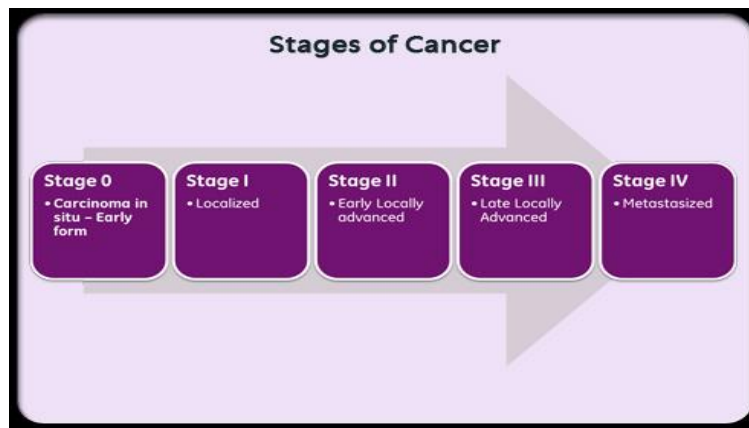 Stages of Cancer
Stage 0
• Carcinoma in
situ – Early
form
Stage I
• Localized
Stage II
• Early Locally
advanced
Stage III
• Late Locally
Advanced
Stage IV
• Metastasized